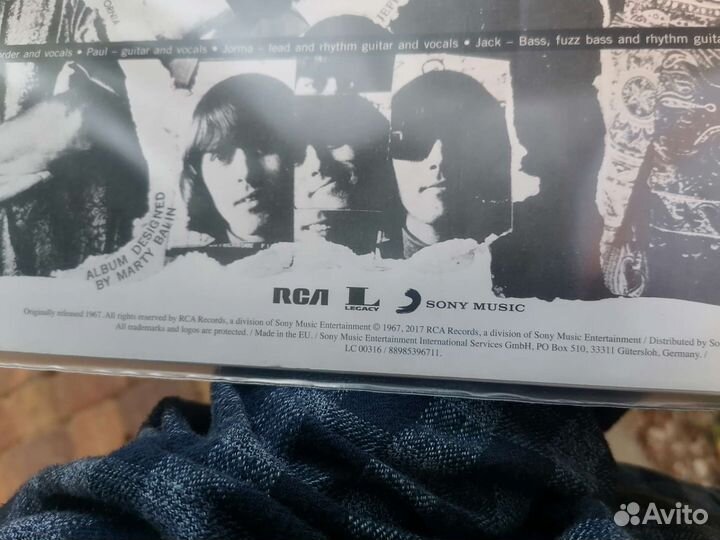 order and vocals • Paul – guitar and vocals • Jorma – lead and rhythm guitar and vocals • Jack – Bass, fuzz bass and rhythm guita
ALBUM DESIGNED
BY MARTY BALIN
RCA L LEGACY SONY MUSIC
Originally released 1967. All rights reserved by RCA Records, a division of Sony Music Entertainment © 1967, 2017 RCA Records, a division of Sony Music Entertainment / Distributed by So
All trademarks and logos are protected. / Made in the EU. / Sony Music Entertainment International Services GmbH, PO Box 510, 33311 Gütersloh, Germany. /
LC 00316 / 88985396711.
Avito